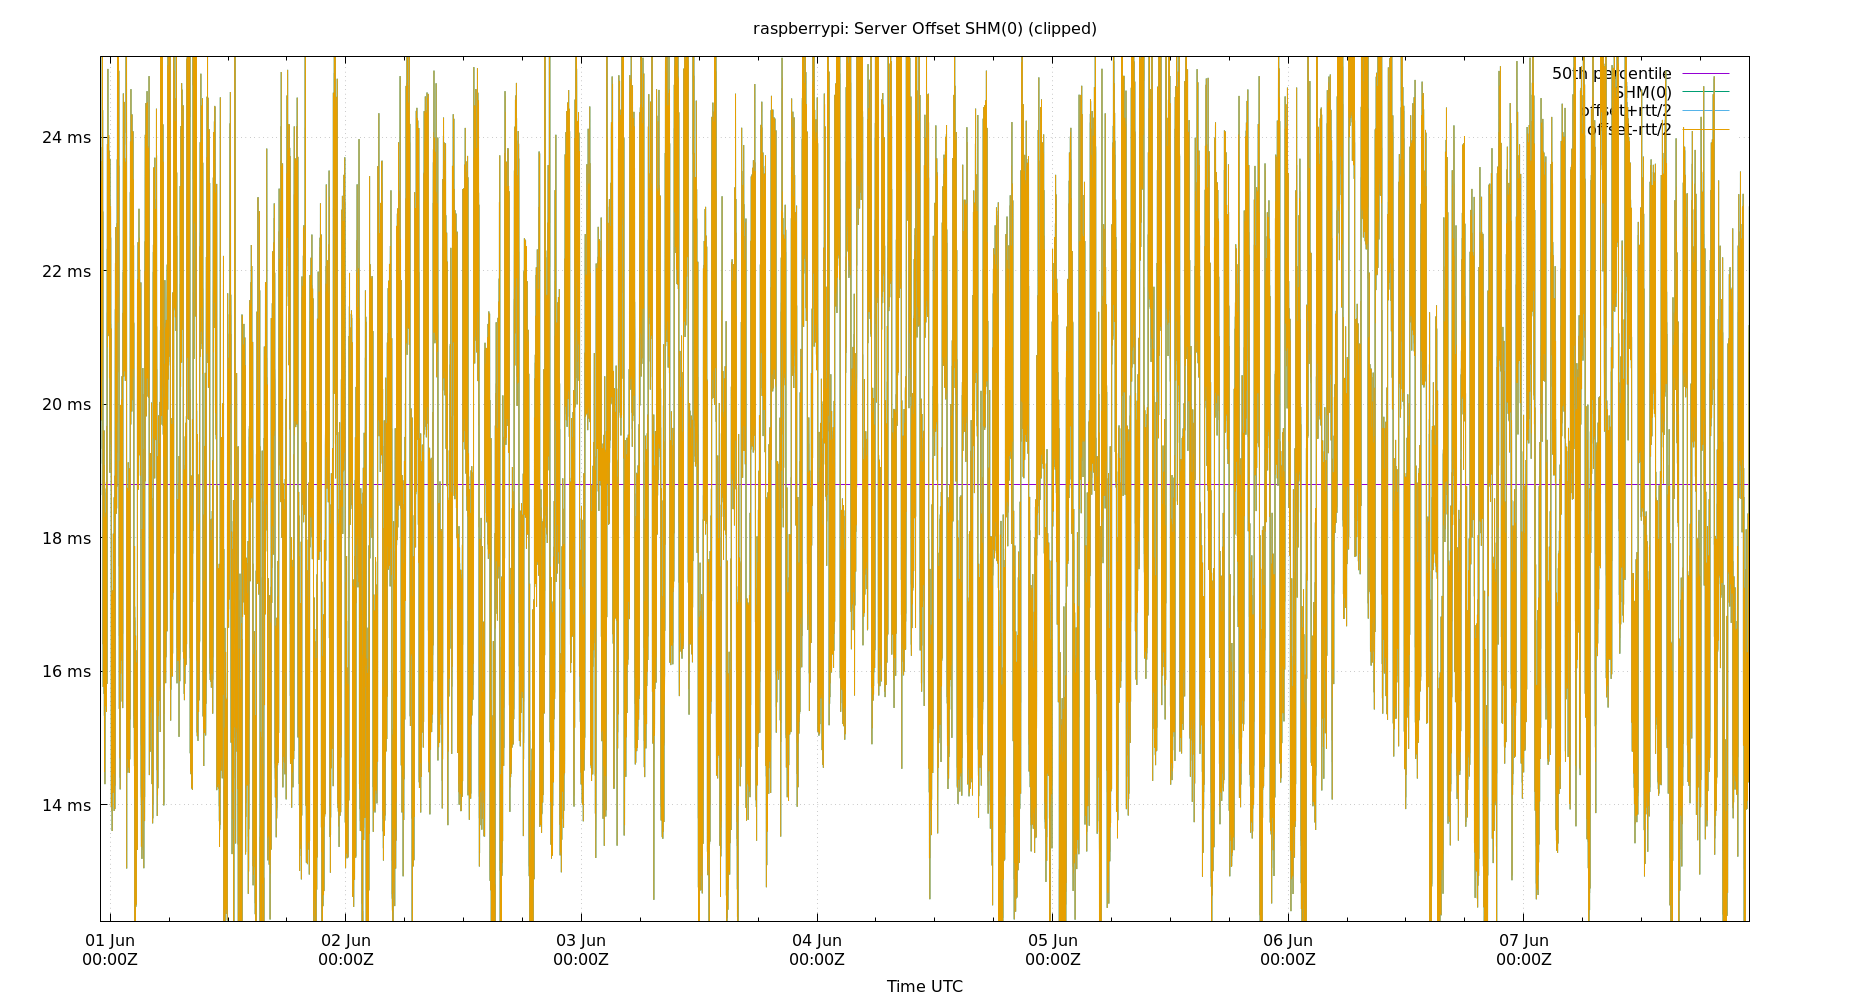 raspberrypi: Server Offset SHM(0) (clipped)
50th percentile
SHM(0)
offset+rtt/2
offset-rtt/2
24 ms
22 ms
20 ms
18 ms
16 ms
14 ms
01 Jun 02 Jun 03 Jun 04 Jun 05 Jun 06 Jun 07 Jun
00:00Z 00:00Z 00:00Z 00:00Z 00:00Z 00:00Z 00:00Z
Time UTC